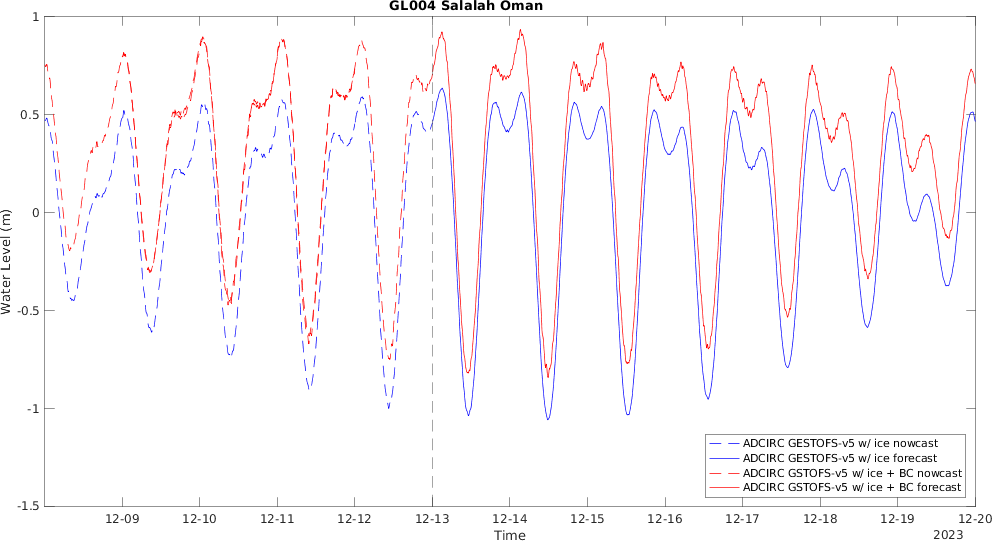 GL004 Salalah Oman
1
0.5
0
-0.5
-1
-1.5
Water Level (m)
ADCIRC GESTOFS-v5 w/ ice nowcast
ADCIRC GESTOFS-v5 w/ ice forecast
ADCIRC GSTOFS-v5 w/ ice + BC nowcast
ADCIRC GSTOFS-v5 w/ ice + BC forecast
12-09 12-10 12-11 12-12 12-13 12-14 12-15 12-16 12-17 12-18 12-19 12-20
Time
2023